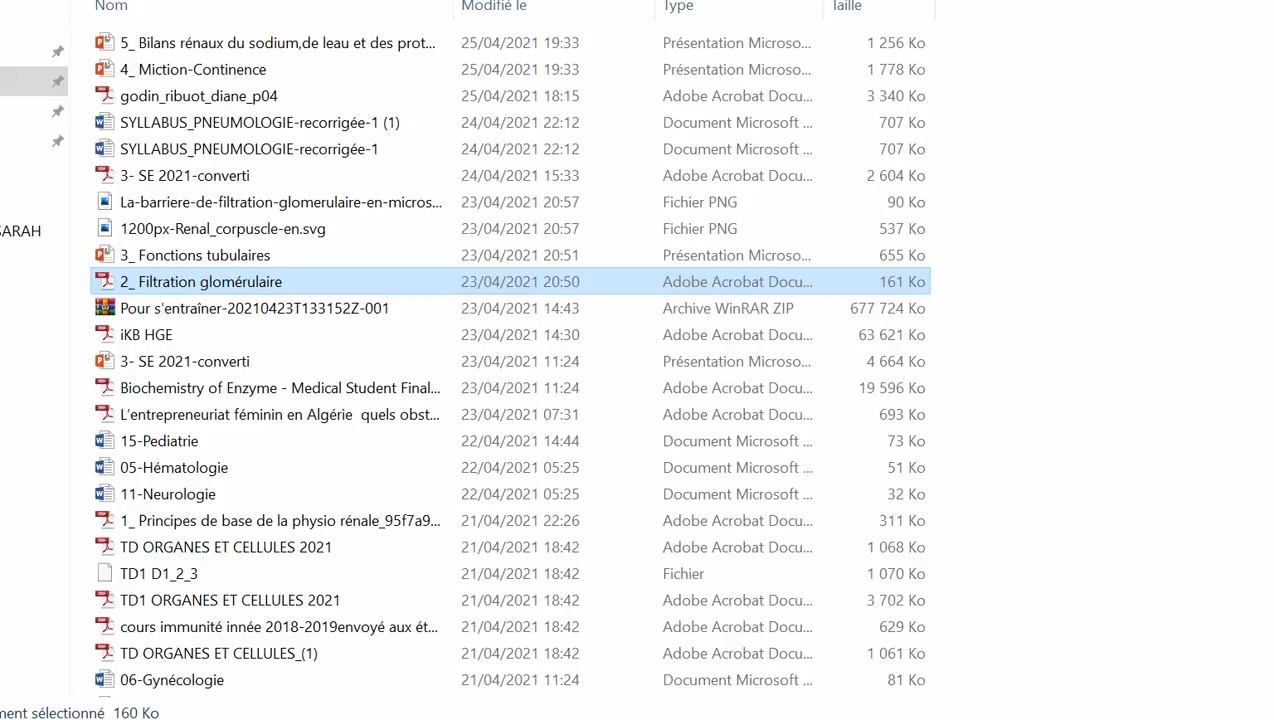 Nom Modifié le Type Taille
5_ Bilans rénaux du sodium,de leau et des prot... 25/04/2021 19:33 Présentation Microso... 1 256 Ko
4_ Miction-Continence 25/04/2021 19:33 Présentation Microso... 1 778 Ko
godin_ribuot_diane_p04 25/04/2021 18:15 Adobe Acrobat Docu... 3 340 Ko
SYLLABUS_PNEUMOLOGIE-recorrigée-1 (1) 24/04/2021 22:12 Document Microsoft ... 707 Ko
SYLLABUS_PNEUMOLOGIE-recorrigée-1 24/04/2021 22:12 Document Microsoft ... 707 Ko
3- SE 2021-converti 24/04/2021 15:33 Adobe Acrobat Docu... 2 604 Ko
La-barriere-de-filtration-glomerulaire-en-micros... 23/04/2021 20:57 Fichier PNG 90 Ko
SARAH 1200px-Renal_corpuscle-en.svg 23/04/2021 20:57 Fichier PNG 537 Ko
3_ Fonctions tubulaires 23/04/2021 20:51 Présentation Microso... 655 Ko
2_ Filtration glomérulaire 23/04/2021 20:50 Adobe Acrobat Docu... 161 Ko
Pour s'entraîner-20210423T133152Z-001 23/04/2021 14:43 Archive WinRAR ZIP 677 724 Ko
iKB HGE 23/04/2021 14:30 Adobe Acrobat Docu... 63 621 Ko
3- SE 2021-converti 23/04/2021 11:24 Présentation Microso... 4 664 Ko
Biochemistry of Enzyme - Medical Student Final... 23/04/2021 11:24 Adobe Acrobat Docu... 19 596 Ko
L'entrepreneuriat féminin en Algérie  quels obst... 23/04/2021 07:31 Adobe Acrobat Docu... 693 Ko
15-Pediatrie 22/04/2021 14:44 Document Microsoft ... 73 Ko
05-Hématologie 22/04/2021 05:25 Document Microsoft ... 51 Ko
11-Neurologie 22/04/2021 05:25 Document Microsoft ... 32 Ko
1_ Principes de base de la physio rénale_95f7a9... 21/04/2021 22:26 Adobe Acrobat Docu... 311 Ko
TD ORGANES ET CELLULES 2021 21/04/2021 18:42 Adobe Acrobat Docu... 1 068 Ko
TD1 D1_2_3 21/04/2021 18:42 Fichier 1 070 Ko
TD1 ORGANES ET CELLULES 2021 21/04/2021 18:42 Adobe Acrobat Docu... 3 702 Ko
cours immunité innée 2018-2019envoyé aux ét... 21/04/2021 18:42 Adobe Acrobat Docu... 629 Ko
TD ORGANES ET CELLULES_(1) 21/04/2021 18:42 Adobe Acrobat Docu... 1 061 Ko
06-Gynécologie 21/04/2021 11:24 Document Microsoft ... 81 Ko
ment sélectionné 160 Ko